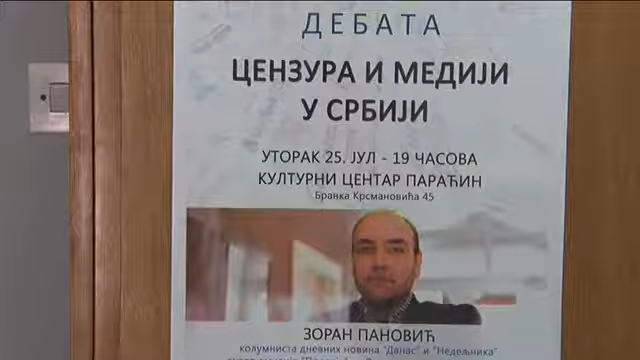 ДЕБАТА
ЦЕНЗУРА И МЕДИЈИ
У СРБИЈИ
УТОРАК 25. ЈУЛ - 19 ЧАСОВА
КУЛТУРНИ ЦЕНТАР ПАРАЋИН
Бранка Крсмановића 45
ЗОРАН ПАНОВИЋ
колумниста дневних новина "Данас" и "Недељника"